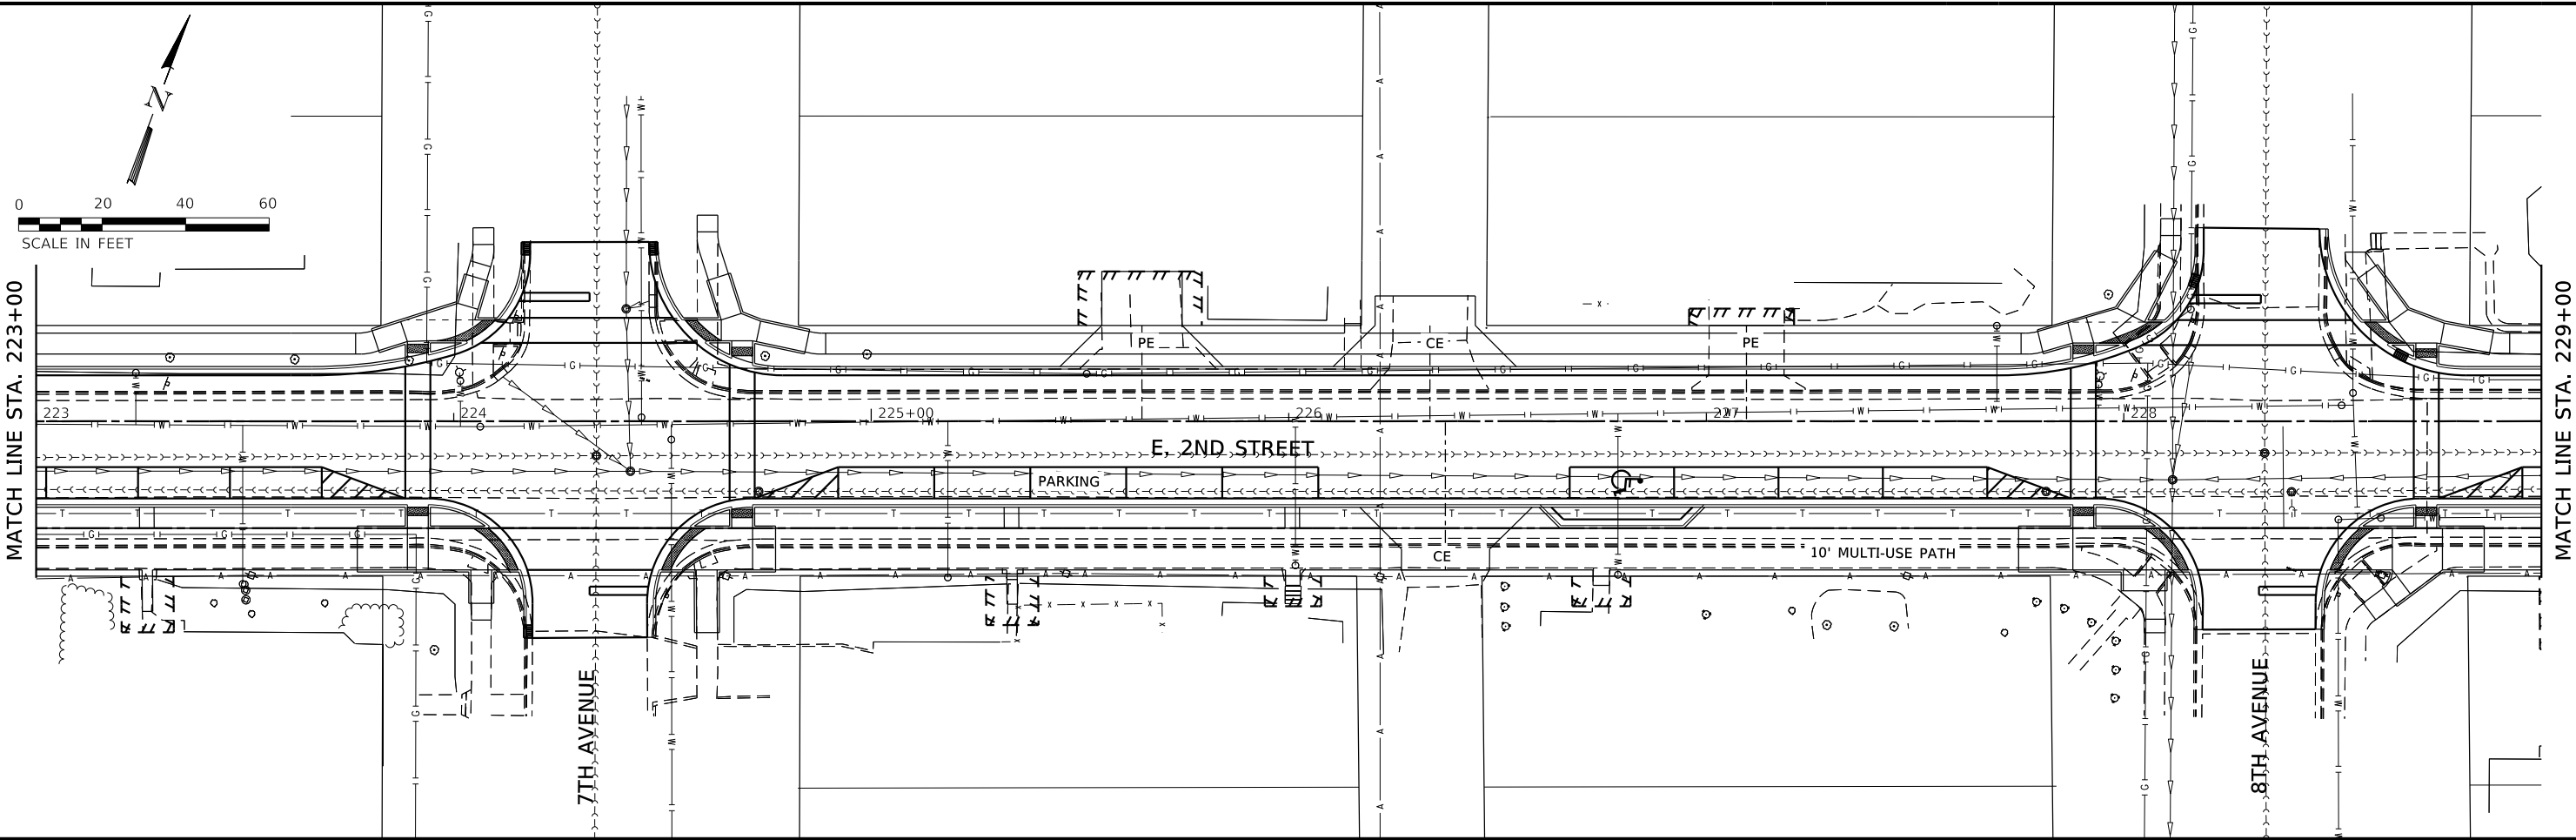 N
0 20 40 60
SCALE IN FEET
MATCH LINE STA. 223+00
MATCH LINE STA. 229+00
PE
CE
PE
223
224
225+00
226
227
228
E. 2ND STREET
PARKING
CE
10' MULTI-USE PATH
7TH AVENUE
8TH AVENUE